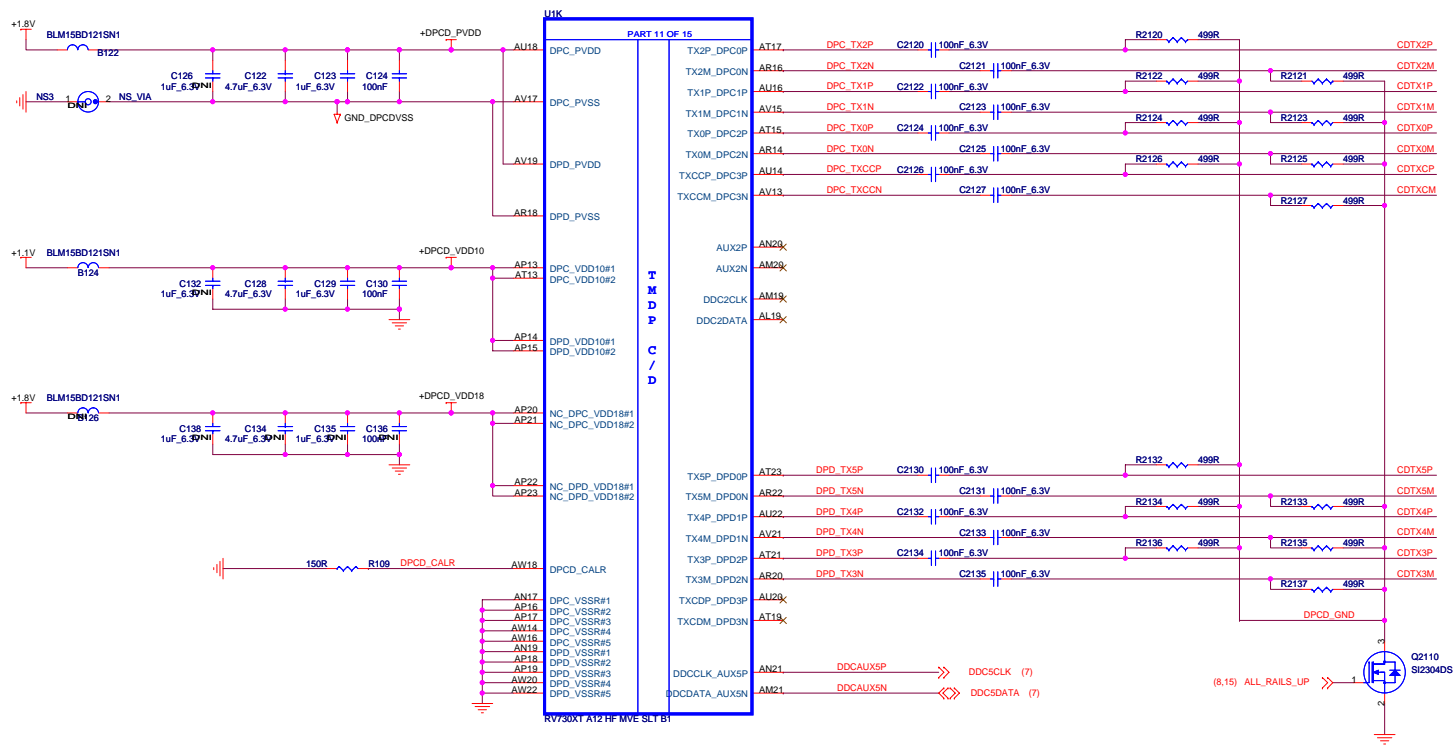 U1K
PART 11 OF 15
+1.8V
BLM15BD121SN1
B122
+DPCD_PVDD
AU18 DPC_PVDD
C126 1uF_6.3V DNI
C122 4.7uF_6.3V
C123 1uF_6.3V
C124 100nF
NS3 1 DNI 2 NS_VIA
GND_DPCDVSS
AV17 DPC_PVSS
AV19 DPD_PVDD
AR18 DPD_PVSS
+1.1V
BLM15BD121SN1
B124
+DPCD_VDD10
AP13 DPC_VDD10#1
AT13 DPC_VDD10#2
C132 1uF_6.3V DNI
C128 4.7uF_6.3V
C129 1uF_6.3V
C130 100nF
AP14 DPD_VDD10#1
AP15 DPD_VDD10#2
+1.8V
BLM15BD121SN1
DNI B126
+DPCD_VDD18
AP20 NC_DPC_VDD18#1
AP21 NC_DPC_VDD18#2
C138 1uF_6.3V DNI
C134 4.7uF_6.3V DNI
C135 1uF_6.3V DNI
C136 100nF DNI
AP22 NC_DPD_VDD18#1
AP23 NC_DPD_VDD18#2
150R R109 DPCD_CALR AW18 DPCD_CALR
AN17 DPC_VSSR#1
AP16 DPC_VSSR#2
AP17 DPC_VSSR#3
AW14 DPC_VSSR#4
AW16 DPC_VSSR#5
AN19 DPD_VSSR#1
AP18 DPD_VSSR#2
AP19 DPD_VSSR#3
AW20 DPD_VSSR#4
AW22 DPD_VSSR#5
TMDP C/D
RV730XT A12 HF MVE SLT B1
TX2P_DPC0P AT17 DPC_TX2P C2120 100nF_6.3V R2120 499R CDTX2P
TX2M_DPC0N AR16 DPC_TX2N C2121 100nF_6.3V R2121 499R CDTX2M
TX1P_DPC1P AU16 DPC_TX1P C2122 100nF_6.3V R2122 499R CDTX1P
TX1M_DPC1N AV15 DPC_TX1N C2123 100nF_6.3V R2123 499R CDTX1M
TX0P_DPC2P AT15 DPC_TX0P C2124 100nF_6.3V R2124 499R CDTX0P
TX0M_DPC2N AR14 DPC_TX0N C2125 100nF_6.3V R2125 499R CDTX0M
TXCCP_DPC3P AU14 DPC_TXCCP C2126 100nF_6.3V R2126 499R CDTXCP
TXCCM_DPC3N AV13 DPC_TXCCN C2127 100nF_6.3V R2127 499R CDTXCM
AUX2P AN20
AUX2N AM20
DDC2CLK AM19
DDC2DATA AL19
TX5P_DPD0P AT23 DPD_TX5P C2130 100nF_6.3V R2132 499R CDTX5P
TX5M_DPD0N AR22 DPD_TX5N C2131 100nF_6.3V R2133 499R CDTX5M
TX4P_DPD1P AU22 DPD_TX4P C2132 100nF_6.3V R2134 499R CDTX4P
TX4M_DPD1N AV21 DPD_TX4N C2133 100nF_6.3V R2135 499R CDTX4M
TX3P_DPD2P AT21 DPD_TX3P C2134 100nF_6.3V R2136 499R CDTX3P
TX3M_DPD2N AR20 DPD_TX3N C2135 100nF_6.3V R2137 499R CDTX3M
TXCDP_DPD3P AU20
TXCDM_DPD3N AT19
DPCD_GND
DDCCLK_AUX5P AN21 DDCAUX5P DDC5CLK (7)
DDCDATA_AUX5N AM21 DDCAUX5N DDC5DATA (7)
(8,15) ALL_RAILS_UP 1
3
2
Q2110
SI2304DS